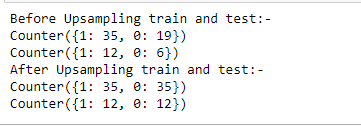 Before Upsampling train and test:-
Counter({1: 35, 0: 19})
Counter({1: 12, 0: 6})
After Upsampling train and test:-
Counter({1: 35, 0: 35})
Counter({1: 12, 0: 12})